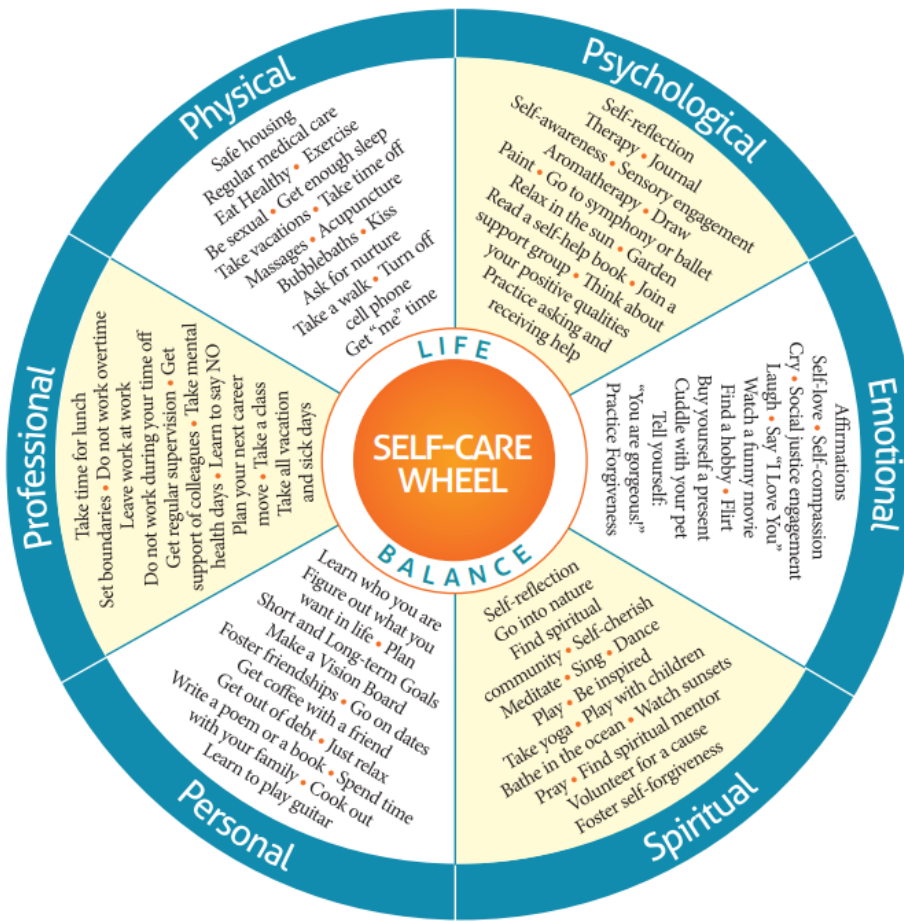 Physical
Safe housing
Regular medical care
Eat Healthy • Exercise
Be sexual • Get enough sleep
Take vacations • Take time off
Massages • Acupuncture
Bubblebaths • Kiss
Ask for nurture
Take a walk • Turn off
cell phone
Get “me” time
Psychological
Self-reflection
Therapy • Journal
Self-awareness • Sensory engagement
Aromatherapy • Draw
Paint • Go to symphony or ballet
Relax in the sun • Garden
Read a self-help book • Join a
support group • Think about
your positive qualities
Practice asking and
receiving help
Emotional
Affirmations
Self-love • Self-compassion
Cry • Social justice engagement
Laugh • Say “I Love You”
Watch a funny movie
Find a hobby • Flirt
Buy yourself a present
Cuddle with your pet
Tell yourself:
“You are gorgeous!”
Practice Forgiveness
Spiritual
Self-reflection
Go into nature
Find spiritual
community • Self-cherish
Meditate • Sing • Dance
Play • Be inspired
Take yoga • Play with children
Bathe in the ocean • Watch sunsets
Pray • Find spiritual mentor
Volunteer for a cause
Foster self-forgiveness
Personal
Learn who you are
Figure out what you
want in life • Plan
Short and Long-term Goals
Make a Vision Board
Foster friendships • Go on dates
Get coffee with a friend
Get out of debt • Just relax
Write a poem or a book • Spend time
with your family • Cook out
Learn to play guitar
Professional
Take time for lunch
Set boundaries • Do not work overtime
Leave work at work
Do not work during your time off
Get regular supervision • Get
support of colleagues • Take mental
health days • Learn to say NO
Plan your next career
move • Take a class
Take all vacation
and sick days
LIFE
SELF-CARE
WHEEL
BALANCE